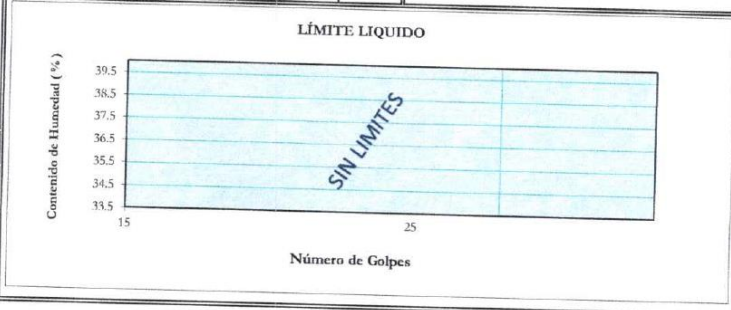 LÍMITE LIQUIDO
Contenido de Humedad ( % )
39.5
38.5
37.5
36.5
35.5
34.5
33.5
SIN LIMITES
15
25
Número de Golpes